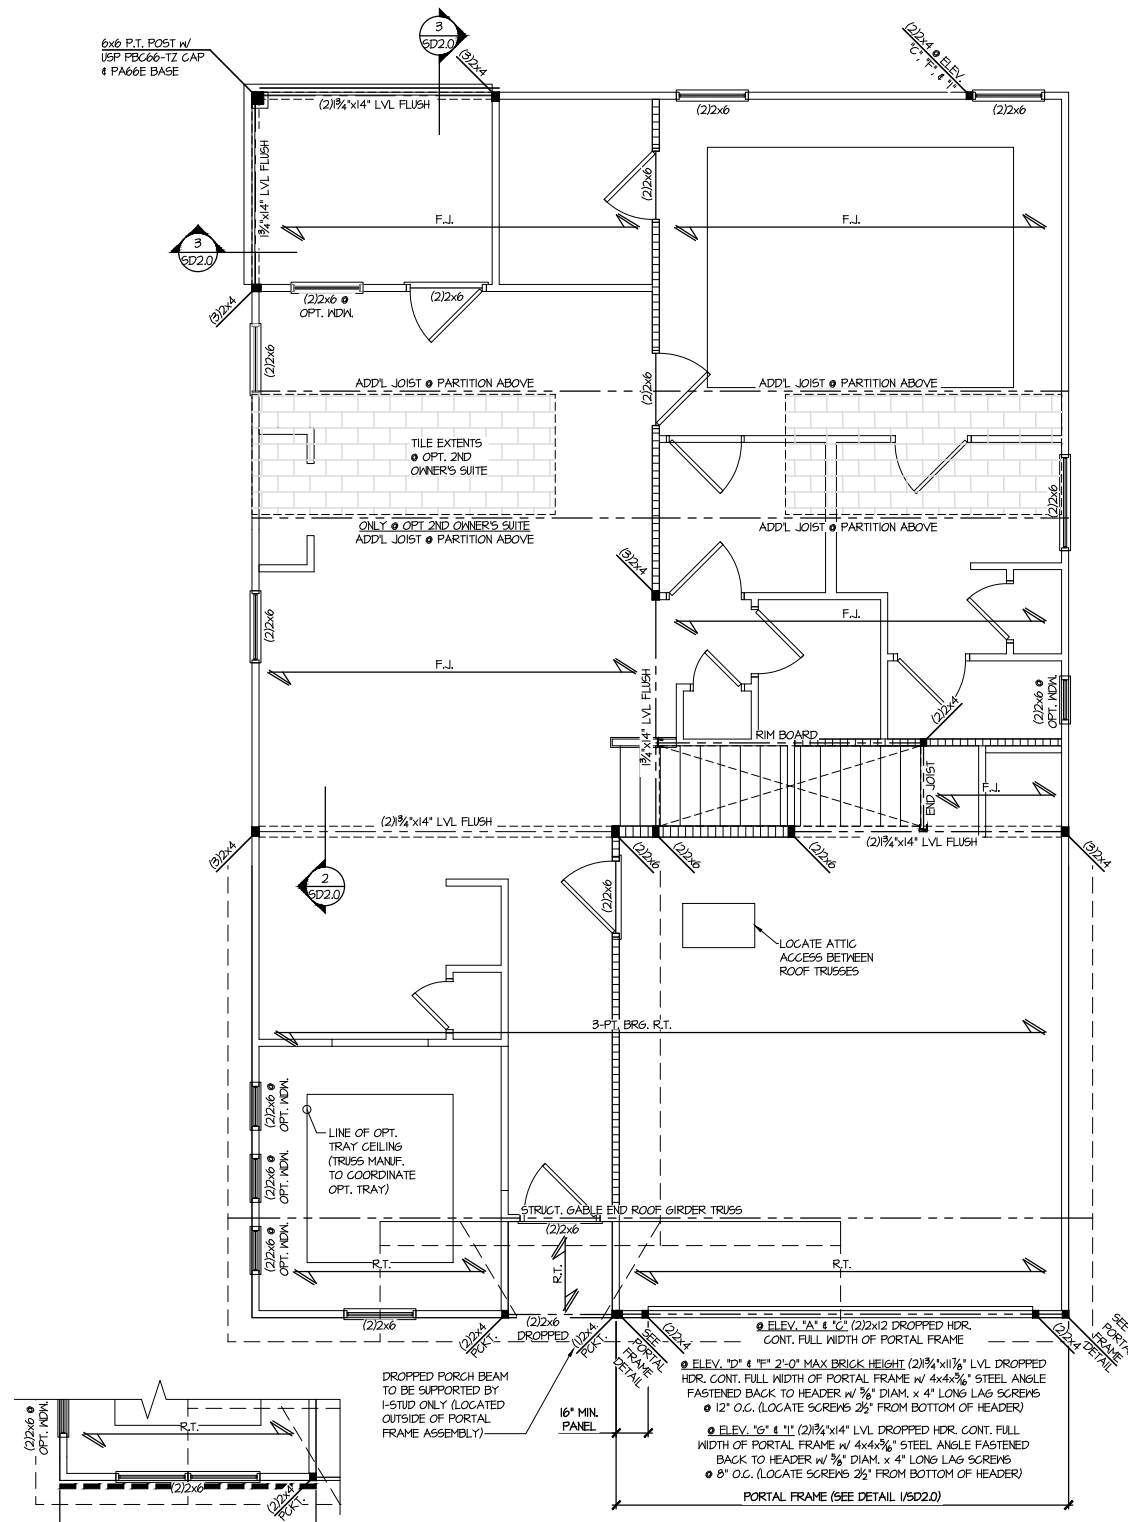 6x6 P.T. POST W/
USP PBC66-TZ CAP
& PA66E BASE
3
SD2.0
(3)2x4
(2)2x4 @ ELEV.
"C", "F", & "I"
(2)1¾"x14" LVL FLUSH
(2)2x6
(2)2x6
1¾"x14" LVL FLUSH
(2)2x6
F.J.
F.J.
3
SD2.0
(3)2x4
(2)2x6 @
OPT. WDW.
(2)2x6
(2)2x6
(2)2x6
ADD'L JOIST @ PARTITION ABOVE
ADD'L JOIST @ PARTITION ABOVE
TILE EXTENTS
@ OPT. 2ND
OWNER'S SUITE
(2)2x6
ONLY @ OPT 2ND OWNER'S SUITE
ADD'L JOIST @ PARTITION ABOVE
ADD'L JOIST @ PARTITION ABOVE
(3)2x4
(2)2x6
F.J.
F.J.
1¾"x14" LVL FLUSH
(2)2x6 @
OPT. WDW.
(2)2x4
RIM BOARD
END JOIST
F.J.
(2)1¾"x14" LVL FLUSH
(2)1¾"x14" LVL FLUSH
(3)2x4
(2)2x6
(2)2x6
(2)2x6
(3)2x4
2
SD2.0
(2)2x6
LOCATE ATTIC
ACCESS BETWEEN
ROOF TRUSSES
3-PT. BRG. R.T.
(2)2x6 @
OPT. WDW.
LINE OF OPT.
TRAY CEILING
(TRUSS MANUF.
TO COORDINATE
OPT. TRAY)
(2)2x6 @
OPT. WDW.
STRUCT. GABLE END ROOF GIRDER TRUSS
(2)2x6
(2)2x6 @
OPT. WDW.
R.T.
R.T.
R.T.
(2)2x6
(2)2x4
PCKT.
(2)2x6
DROPPED
(1)2x4
PCKT.
SEE
PORTAL
FRAME
DETAIL
(2)2x4
@ ELEV. "A" & "C" (2)2x12 DROPPED HDR.
CONT. FULL WIDTH OF PORTAL FRAME
(2)2x4
SEE
PORTAL
FRAME
DETAIL
@ ELEV. "D" & "F" 2'-0" MAX BRICK HEIGHT (2)1¾"x11⅞" LVL DROPPED
HDR. CONT. FULL WIDTH OF PORTAL FRAME W/ 4x4x5/16" STEEL ANGLE
FASTENED BACK TO HEADER W/ ⅝" DIAM. x 4" LONG LAG SCREWS
@ 12" O.C. (LOCATE SCREWS 2½" FROM BOTTOM OF HEADER)
DROPPED PORCH BEAM
TO BE SUPPORTED BY
1-STUD ONLY (LOCATED
OUTSIDE OF PORTAL
FRAME ASSEMBLY)
16" MIN.
PANEL
@ ELEV. "G" & "I" (2)1¾"x14" LVL DROPPED HDR. CONT. FULL
WIDTH OF PORTAL FRAME W/ 4x4x5/16" STEEL ANGLE FASTENED
BACK TO HEADER W/ ⅝" DIAM. x 4" LONG LAG SCREWS
@ 8" O.C. (LOCATE SCREWS 2½" FROM BOTTOM OF HEADER)
PORTAL FRAME (SEE DETAIL 1/SD2.0)
(2)2x6 @
OPT. WDW.
R.T.
(2)2x6
(2)2x4
PCKT.